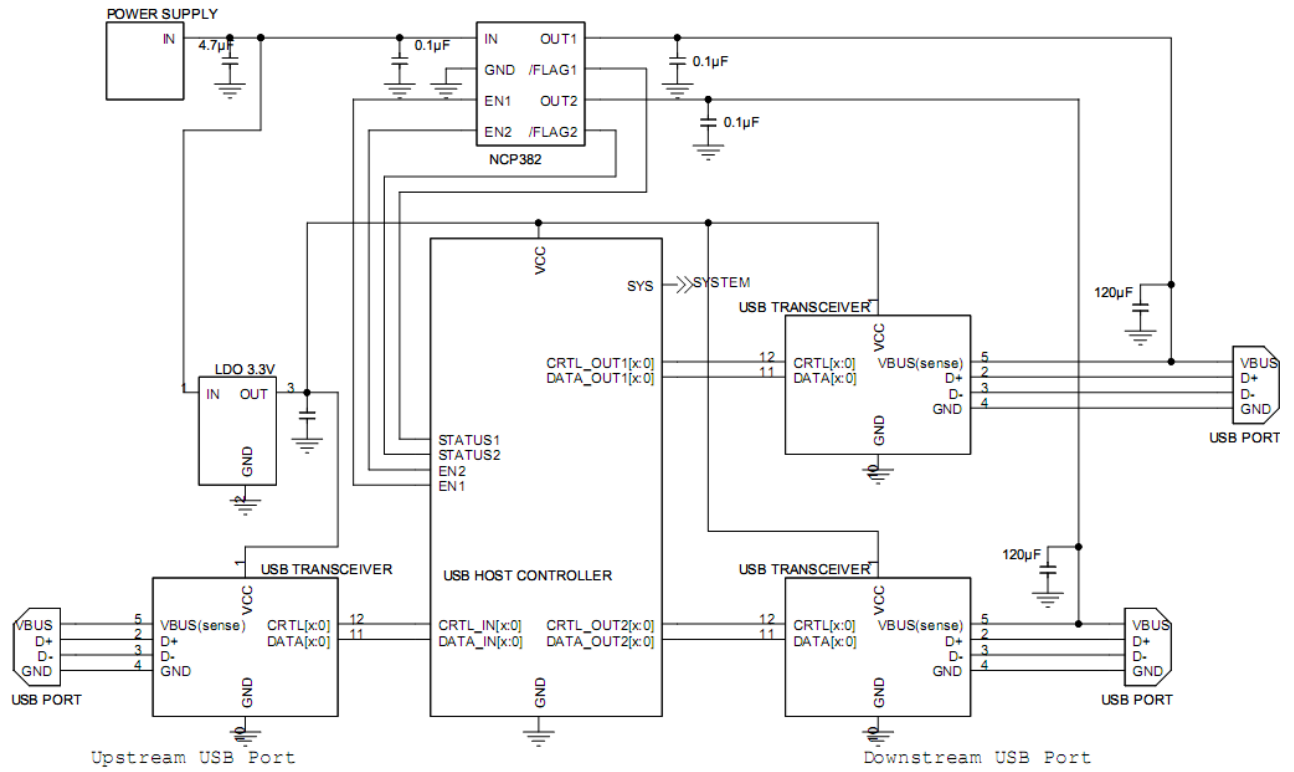 POWER SUPPLY
IN
4.7µF
0.1µF
IN
OUT1
GND
/FLAG1
EN1
OUT2
EN2
/FLAG2
NCP382
0.1µF
0.1µF
VCC
SYS
SYSTEM
120µF
USB TRANSCEIVER
1
VCC
CRTL_OUT1[x:0]
DATA_OUT1[x:0]
12
11
CRTL[x:0]
DATA[x:0]
VBUS(sense)
D+
D-
GND
5
2
3
4
VBUS
D+
D-
GND
USB PORT
GND
10
LDO 3.3V
1
IN
OUT
3
GND
2
STATUS1
STATUS2
EN2
EN1
USB HOST CONTROLLER
120µF
1
USB TRANSCEIVER
VCC
VBUS
D+
D-
GND
USB PORT
5
2
3
4
VBUS(sense)
D+
D-
GND
CRTL[x:0]
DATA[x:0]
12
11
GND
10
CRTL_IN[x:0]
DATA_IN[x:0]
CRTL_OUT2[x:0]
DATA_OUT2[x:0]
GND
USB TRANSCEIVER
1
VCC
12
11
CRTL[x:0]
DATA[x:0]
VBUS(sense)
D+
D-
GND
5
2
3
4
VBUS
D+
D-
GND
USB PORT
GND
10
Upstream USB Port
Downstream USB Port